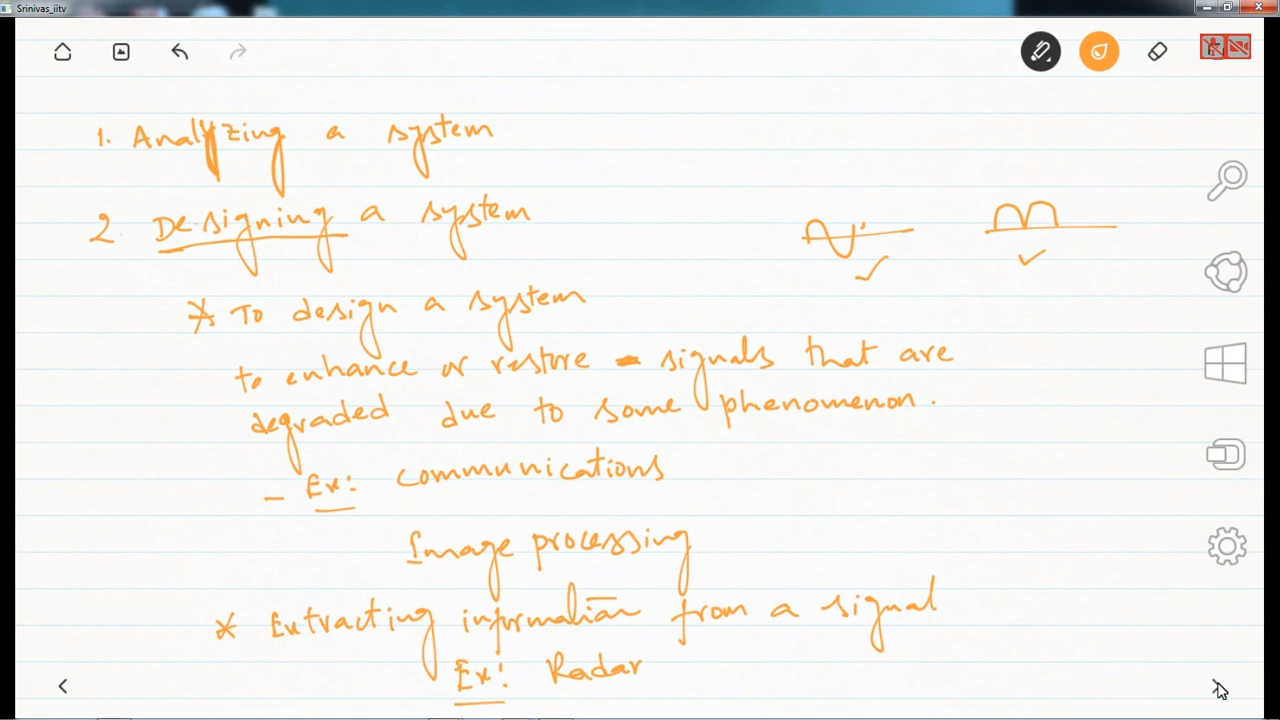 Srinivas_iitv
1. Analyzing a system
2. Designing a system
* To design a system
to enhance or restore signals that are
degraded due to some phenomenon.
- Ex: communications
Image processing
* Extracting information from a signal
Ex: Radar